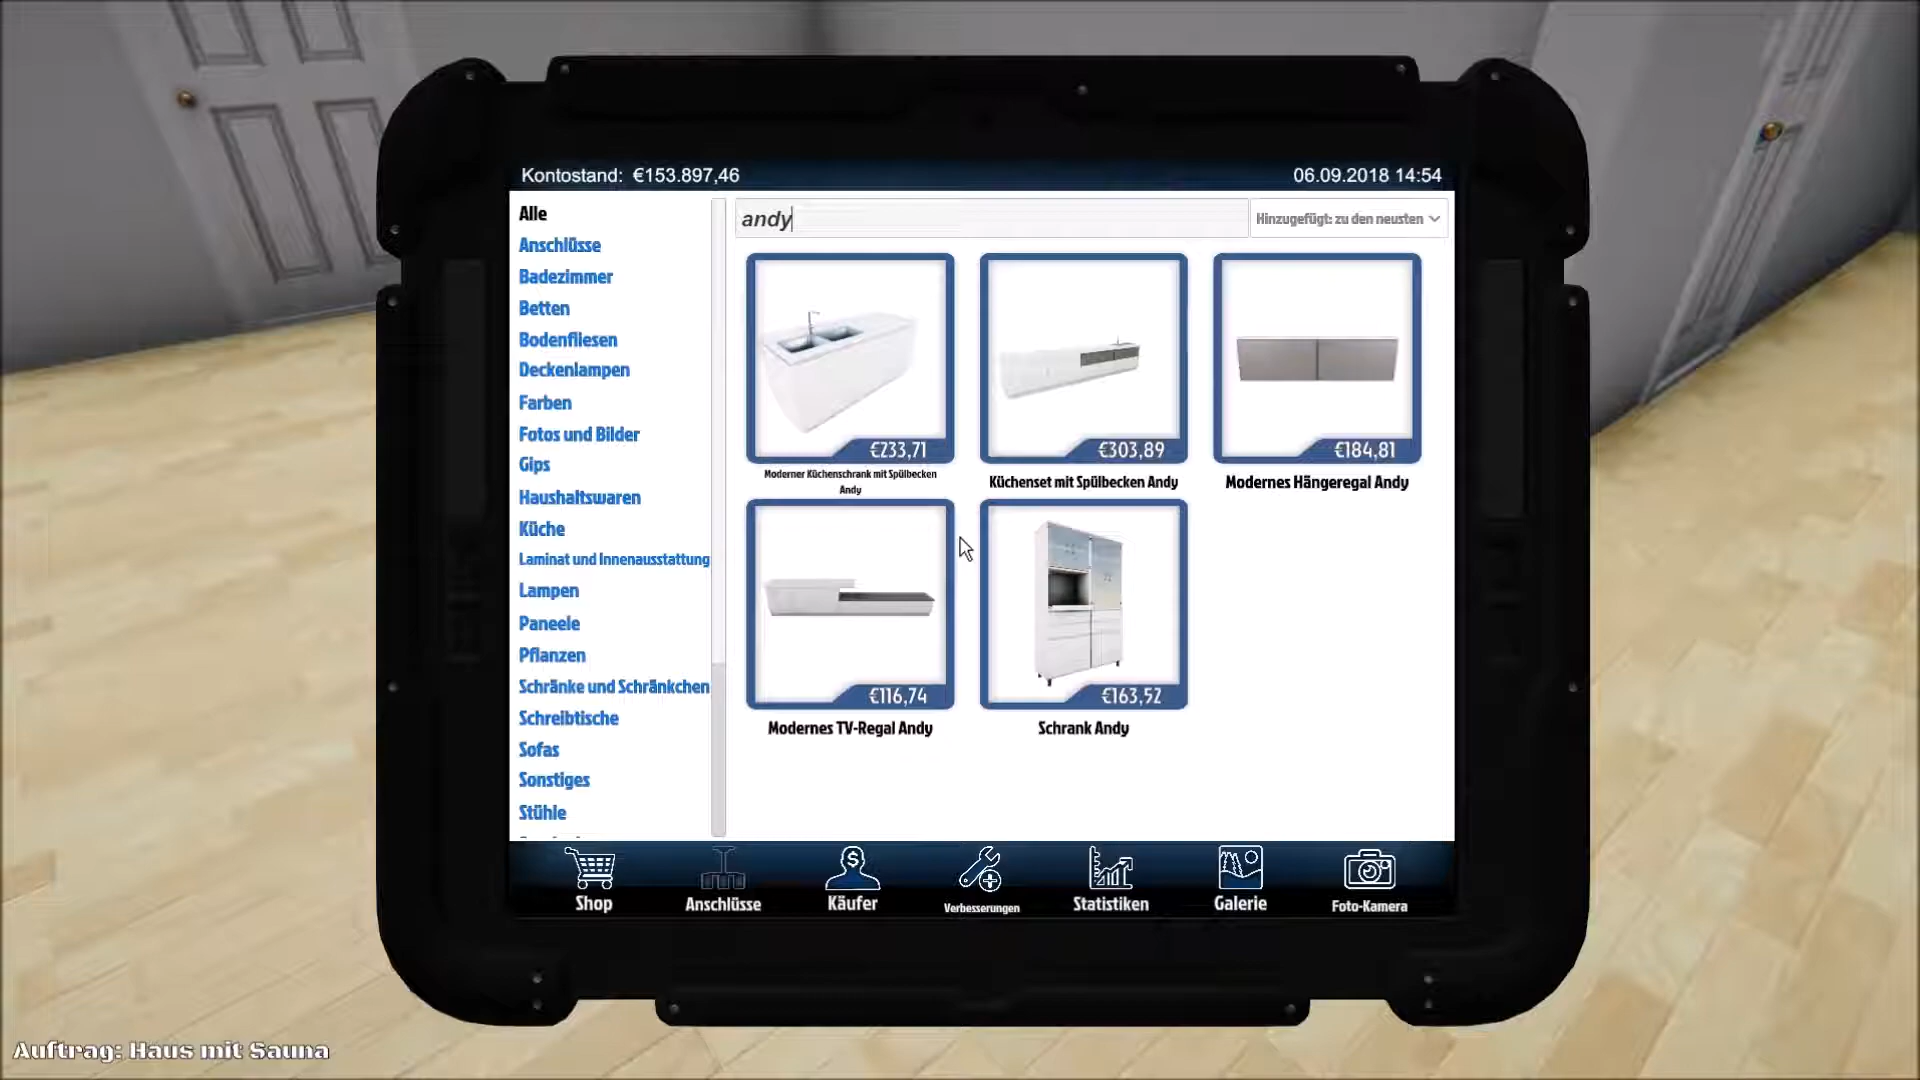 Kontostand: €153.897,46
06.09.2018 14:54
Alle
Anschlüsse
Badezimmer
Betten
Bodenfliesen
Deckenlampen
Farben
Fotos und Bilder
Gips
Haushaltswaren
Küche
Laminat und Innenausstattung
Lampen
Paneele
Pflanzen
Schränke und Schränkchen
Schreibtische
Sofas
Sonstiges
Stühle
andy
Hinzugefügt: zu den neusten
€233,71
Moderner Küchenschrank mit Spülbecken
Andy
€303,89
Küchenset mit Spülbecken Andy
€184,81
Modernes Hängeregal Andy
€116,74
Modernes TV-Regal Andy
€163,52
Schrank Andy
Shop
Anschlüsse
Käufer
Verbesserungen
Statistiken
Galerie
Foto-Kamera
Auftrag: Haus mit Sauna